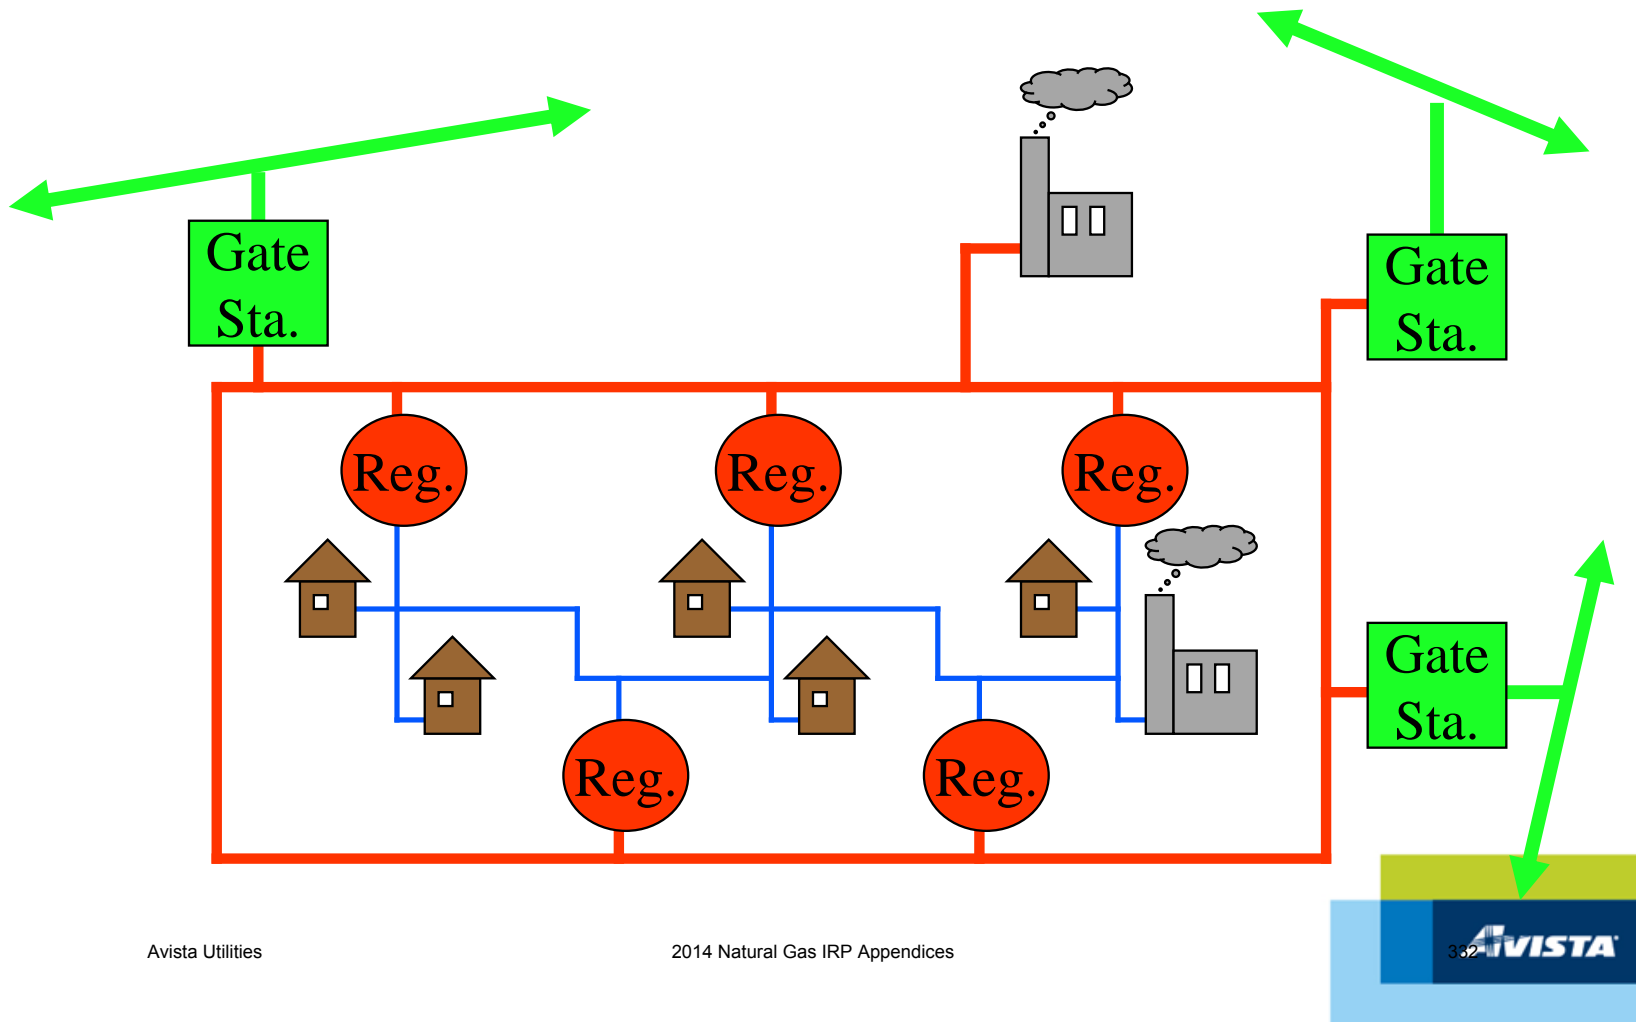 Gate
Sta.
Gate
Sta.
Reg.
Reg.
Reg.
Gate
Sta.
Reg.
Reg.
Avista Utilities
2014 Natural Gas IRP Appendices
332
AVISTA